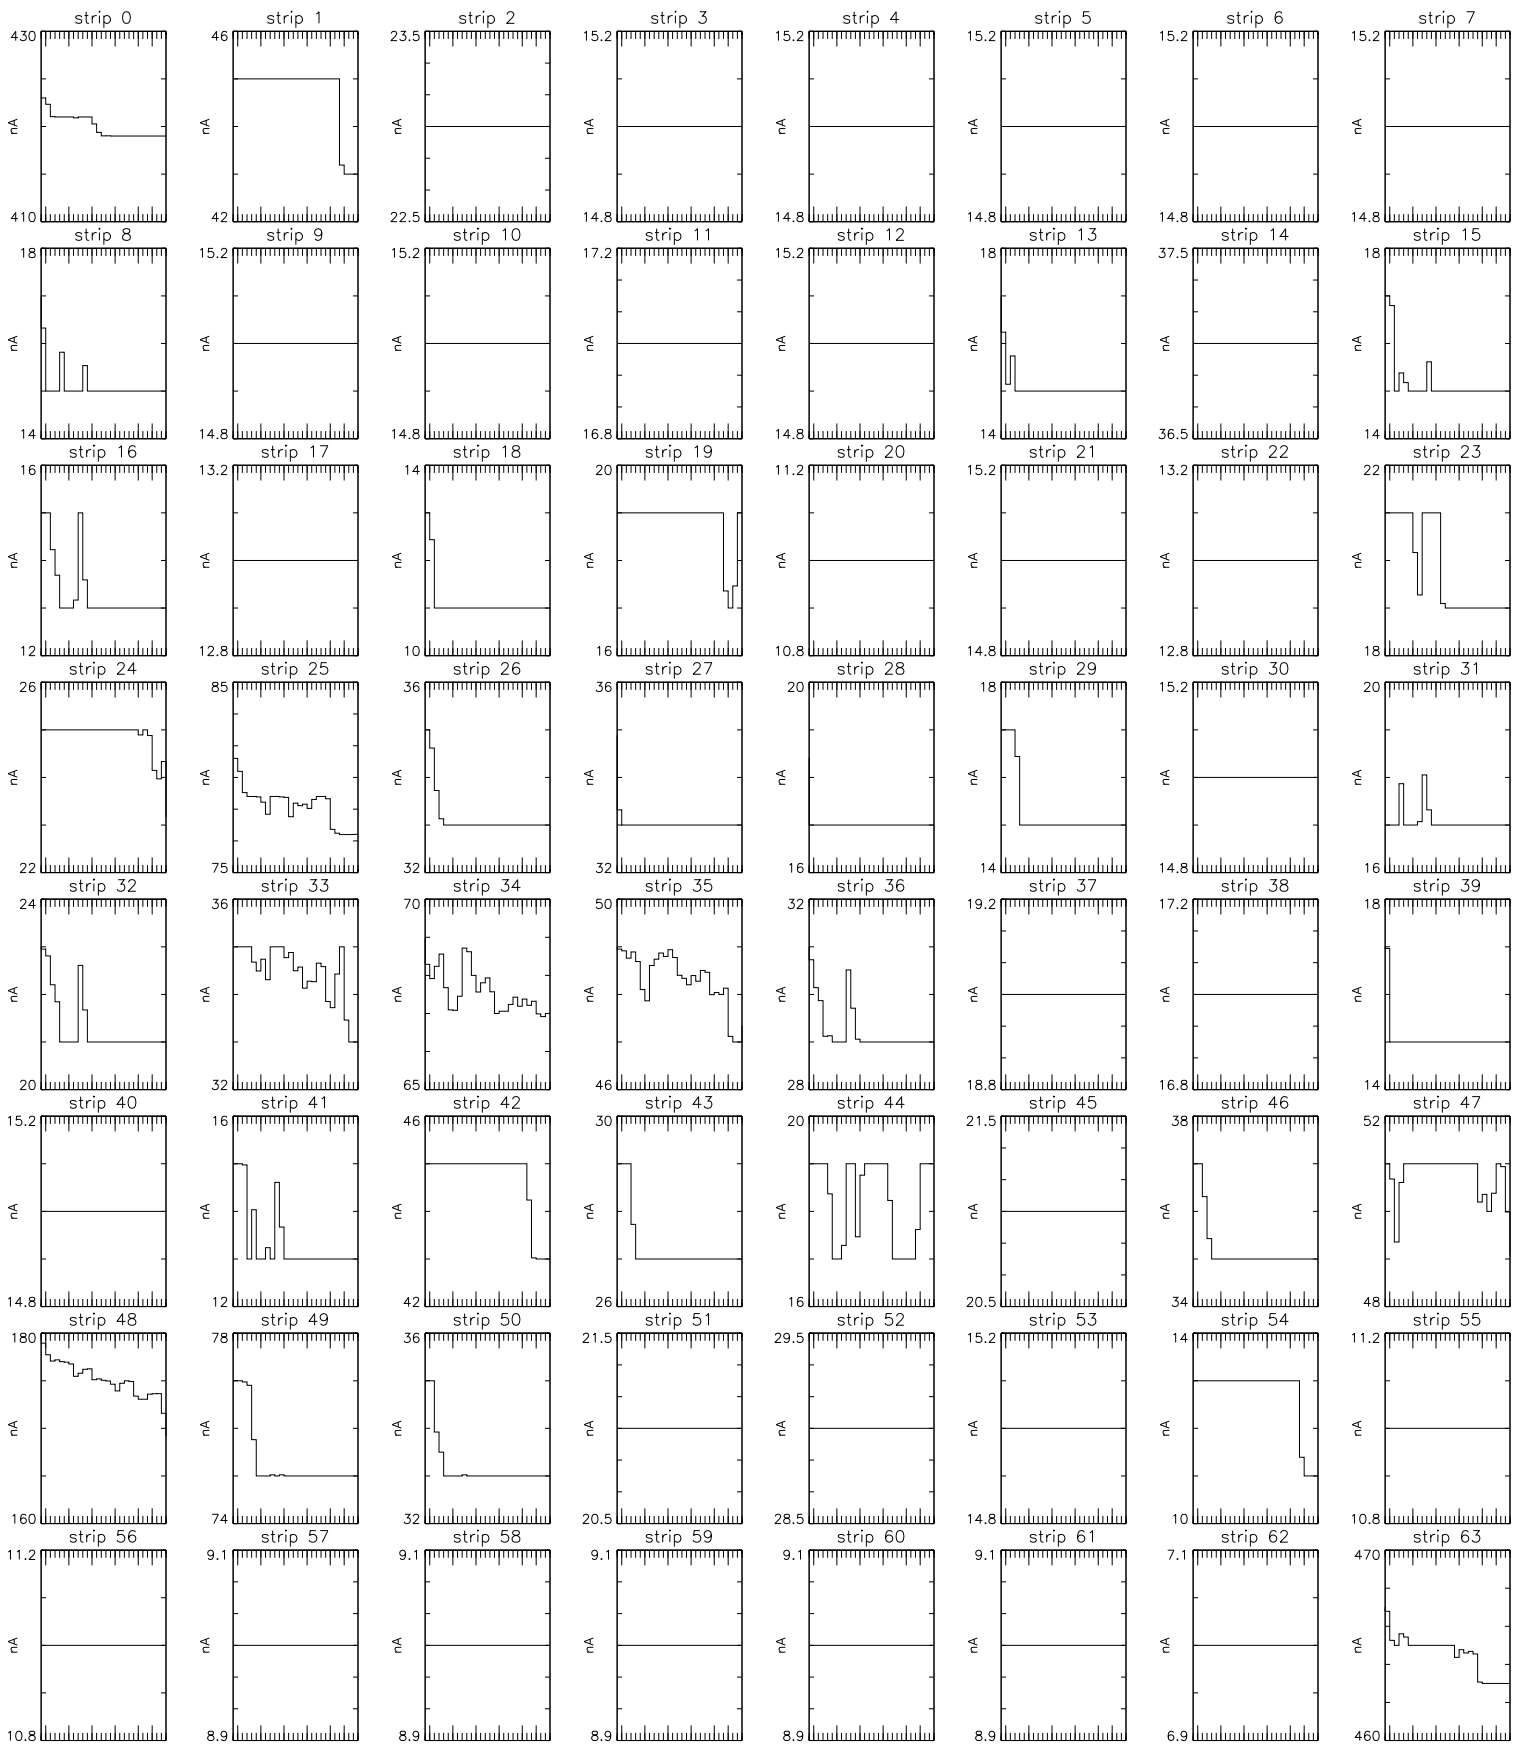 strip 0 strip 1 strip 2 strip 3 strip 4 strip 5 strip 6 strip 7
430 46 23.5 15.2 15.2 15.2 15.2 15.2
nA nA nA nA nA nA nA nA
410 42 22.5 14.8 14.8 14.8 14.8 14.8
strip 8 strip 9 strip 10 strip 11 strip 12 strip 13 strip 14 strip 15
18 15.2 15.2 17.2 15.2 18 37.5 18
nA nA nA nA nA nA nA nA
14 14.8 14.8 16.8 14.8 14 36.5 14
strip 16 strip 17 strip 18 strip 19 strip 20 strip 21 strip 22 strip 23
16 13.2 14 20 11.2 15.2 13.2 22
nA nA nA nA nA nA nA nA
12 12.8 10 16 10.8 14.8 12.8 18
strip 24 strip 25 strip 26 strip 27 strip 28 strip 29 strip 30 strip 31
26 85 36 36 20 18 15.2 20
nA nA nA nA nA nA nA nA
22 75 32 32 16 14 14.8 16
strip 32 strip 33 strip 34 strip 35 strip 36 strip 37 strip 38 strip 39
24 36 70 50 32 19.2 17.2 18
nA nA nA nA nA nA nA nA
20 32 65 46 28 18.8 16.8 14
strip 40 strip 41 strip 42 strip 43 strip 44 strip 45 strip 46 strip 47
15.2 16 46 30 20 21.5 38 52
nA nA nA nA nA nA nA nA
14.8 12 42 26 16 20.5 34 48
strip 48 strip 49 strip 50 strip 51 strip 52 strip 53 strip 54 strip 55
180 78 36 21.5 29.5 15.2 14 11.2
nA nA nA nA nA nA nA nA
160 74 32 20.5 28.5 14.8 10 10.8
strip 56 strip 57 strip 58 strip 59 strip 60 strip 61 strip 62 strip 63
11.2 9.1 9.1 9.1 9.1 9.1 7.1 470
nA nA nA nA nA nA nA nA
10.8 8.9 8.9 8.9 8.9 8.9 6.9 460